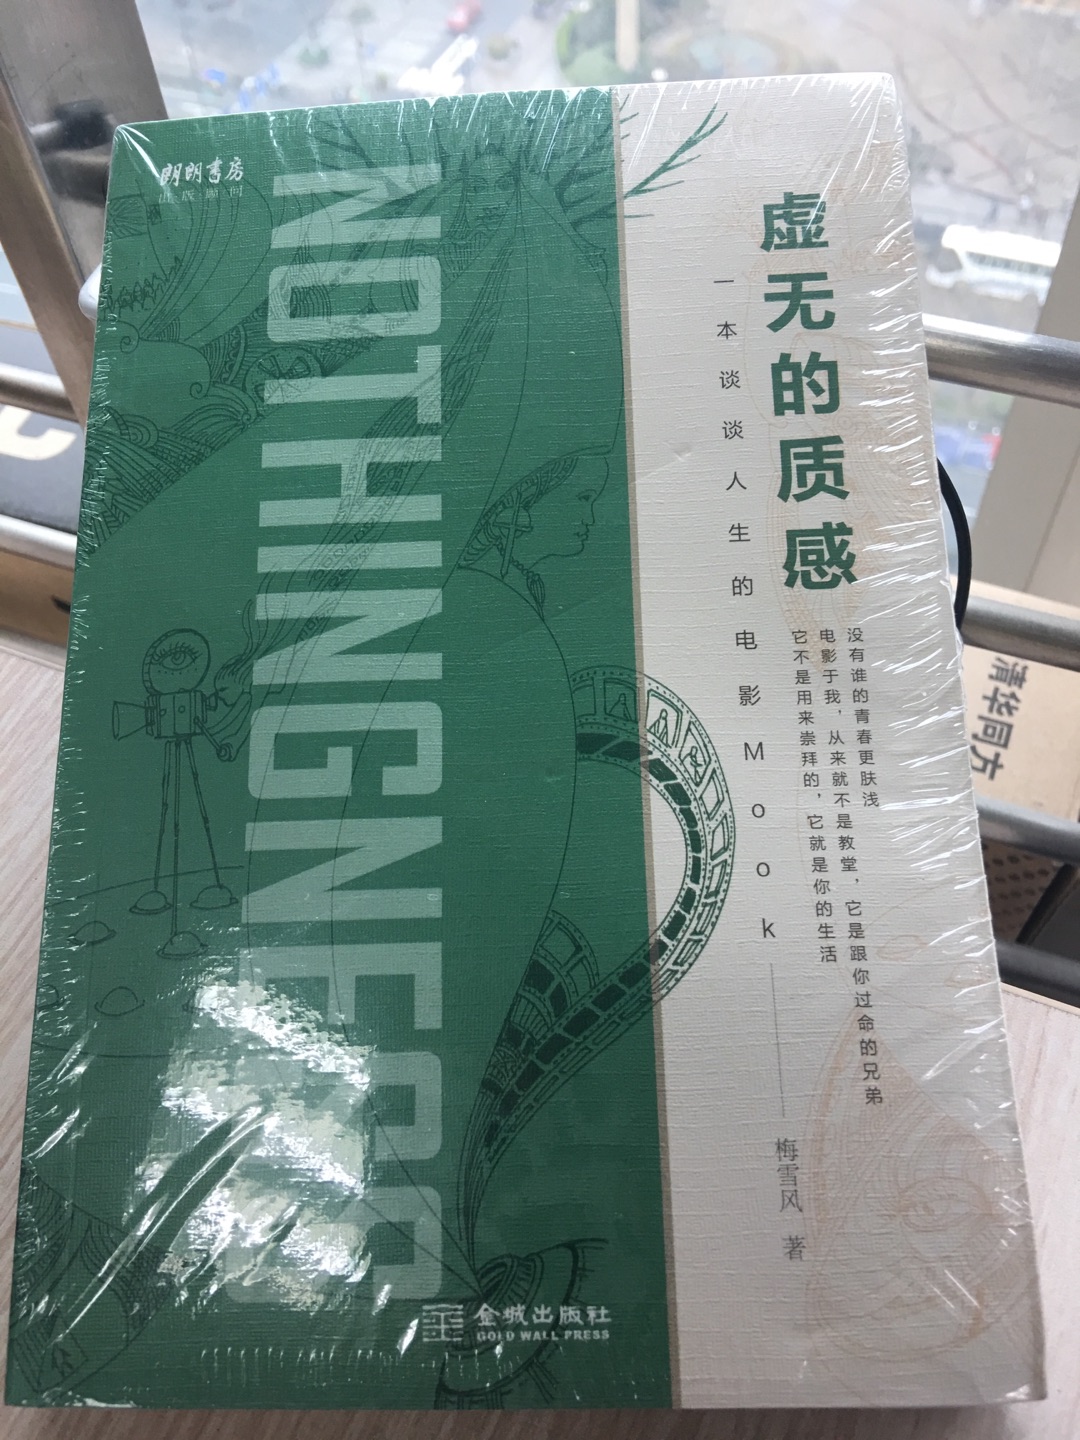 朗朗书房
出版顾问
NOTHINGNESS
虚无的质感
一本谈谈人生的电影Mook
没有谁的青春更肤浅
电影于我，从来就不是教堂，它是跟你过命的兄弟
它不是用来崇拜的，它就是你的生活
梅雪风 著
金城出版社
GOLD WALL PRESS
清华同方